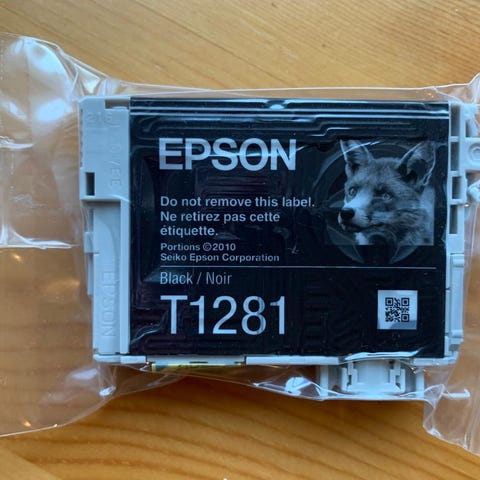 EPSON
Do not remove this label.
Ne retirez pas cette
étiquette.
Portions ©2010
Seiko Epson Corporation
Black / Noir
T1281
EPSON